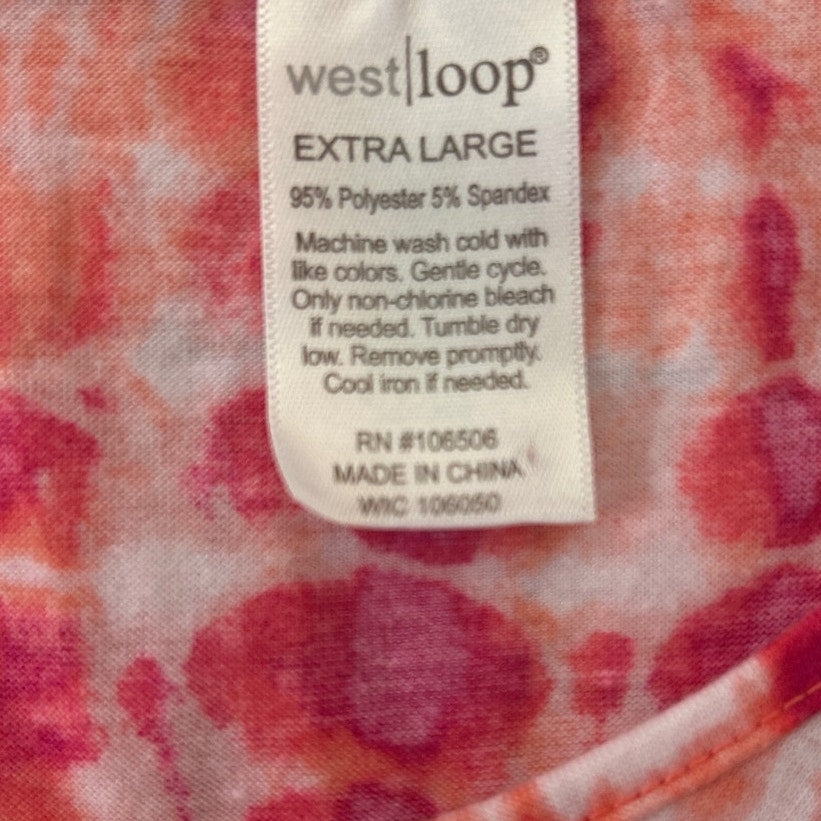 west|loop®
EXTRA LARGE
95% Polyester 5% Spandex
Machine wash cold with
like colors. Gentle cycle.
Only non-chlorine bleach
if needed. Tumble dry
low. Remove promptly.
Cool iron if needed.
RN #106506
MADE IN CHINA
WIC 106050